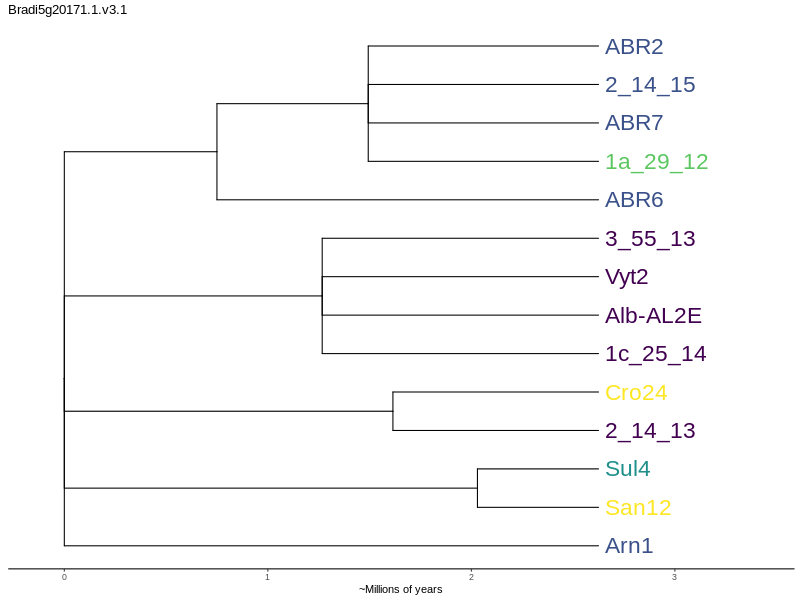 Bradi5g20171.1.v3.1
ABR2
2_14_15
ABR7
1a_29_12
ABR6
3_55_13
Vyt2
Alb-AL2E
1c_25_14
Cro24
2_14_13
Sul4
San12
Arn1
0 1 2 3
~Millions of years